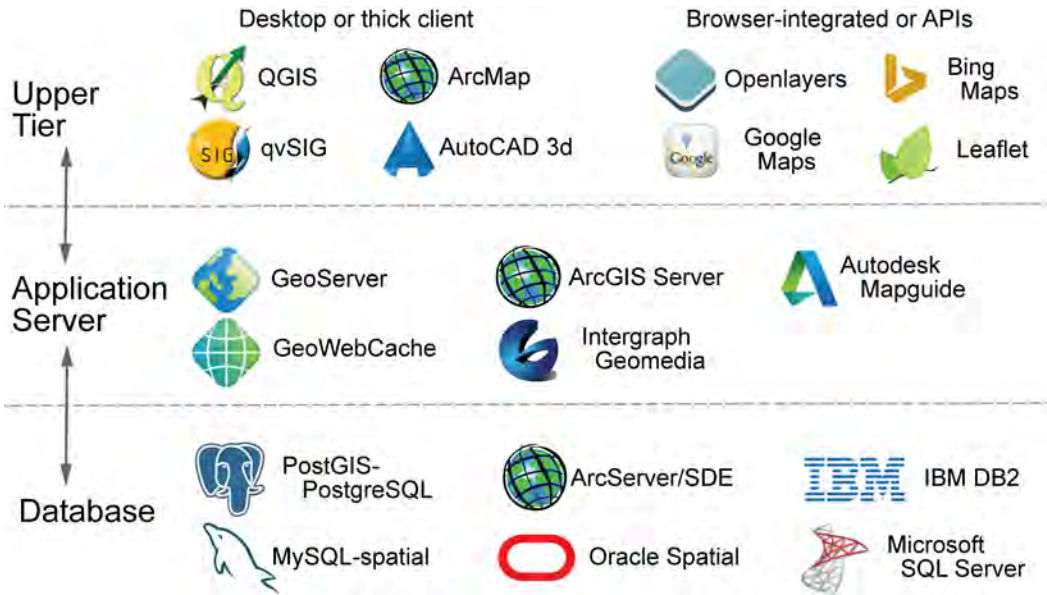 Desktop or thick client
Browser-integrated or APIs
Upper
Tier
QGIS
ArcMap
Openlayers
Bing
Maps
SIG
qvSIG
AutoCAD 3d
Google
Google
Maps
Leaflet
Application
Server
GeoServer
ArcGIS Server
Autodesk
Mapguide
GeoWebCache
Intergraph
Geomedia
Database
PostGIS-
PostgreSQL
ArcServer/SDE
IBM
IBM DB2
MySQL-spatial
Oracle Spatial
Microsoft
SQL Server